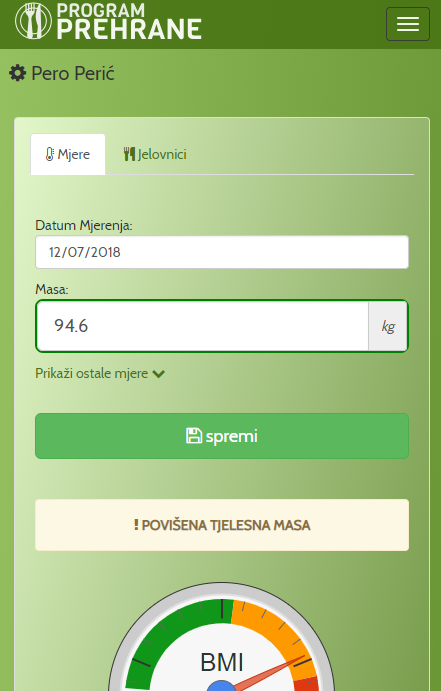 PROGRAM
PREHRANE
Pero Perić
Mjere
Jelovnici
Datum Mjerenja:
12/07/2018
Masa:
94.6
kg
Prikaži ostale mjere
spremi
! POVIŠENA TJELESNA MASA
BMI